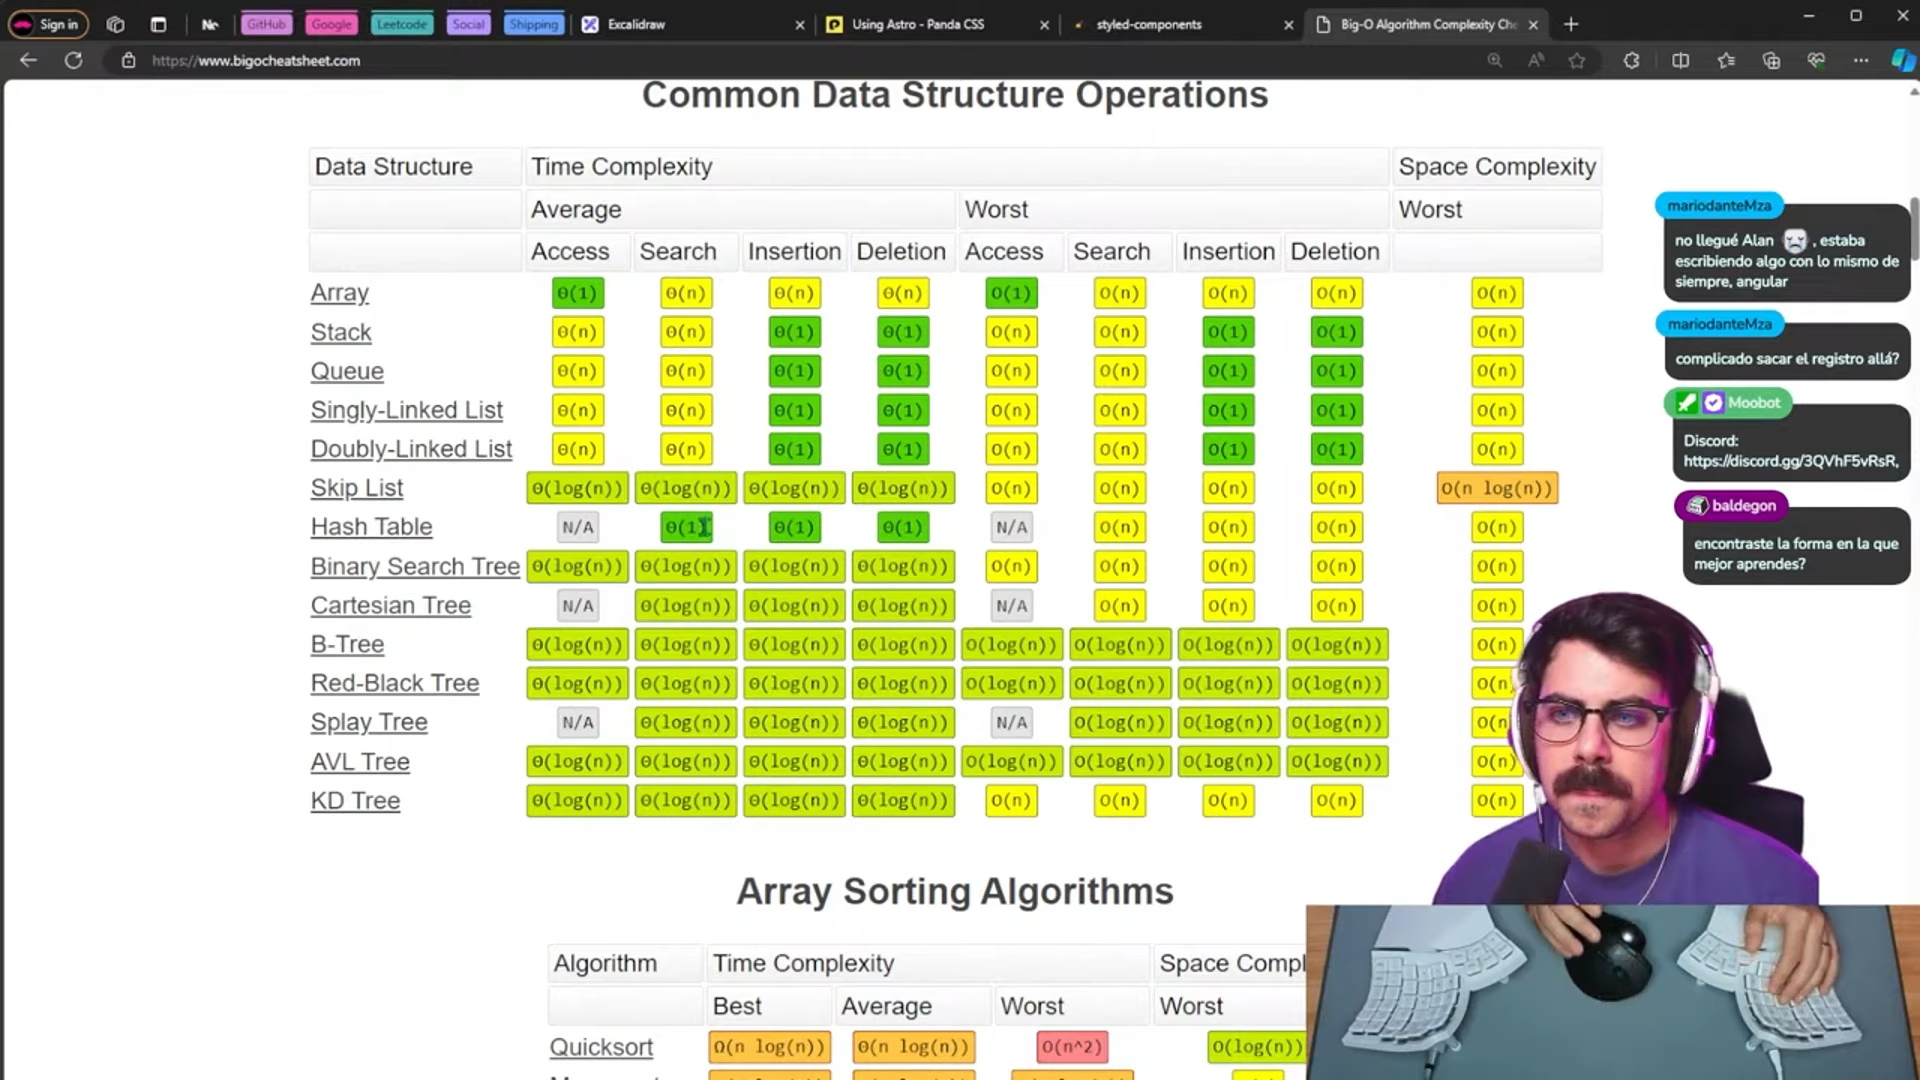 Sign in
GitHub
Google
Leetcode
Social
Shipping
Excalidraw
Using Astro - Panda CSS
styled-components
Big-O Algorithm Complexity Che
https://www.bigocheatsheet.com
Common Data Structure Operations
Data Structure Time Complexity Space Complexity
Average Worst Worst
Access Search Insertion Deletion Access Search Insertion Deletion
Array Θ(1) Θ(n) Θ(n) Θ(n) O(1) O(n) O(n) O(n) O(n)
Stack Θ(n) Θ(n) Θ(1) Θ(1) O(n) O(n) O(1) O(1) O(n)
Queue Θ(n) Θ(n) Θ(1) Θ(1) O(n) O(n) O(1) O(1) O(n)
Singly-Linked List Θ(n) Θ(n) Θ(1) Θ(1) O(n) O(n) O(1) O(1) O(n)
Doubly-Linked List Θ(n) Θ(n) Θ(1) Θ(1) O(n) O(n) O(1) O(1) O(n)
Skip List Θ(log(n)) Θ(log(n)) Θ(log(n)) Θ(log(n)) O(n) O(n) O(n) O(n) O(n log(n))
Hash Table N/A Θ(1) Θ(1) Θ(1) N/A O(n) O(n) O(n) O(n)
Binary Search Tree Θ(log(n)) Θ(log(n)) Θ(log(n)) Θ(log(n)) O(n) O(n) O(n) O(n) O(n)
Cartesian Tree N/A Θ(log(n)) Θ(log(n)) Θ(log(n)) N/A O(n) O(n) O(n) O(n)
B-Tree Θ(log(n)) Θ(log(n)) Θ(log(n)) Θ(log(n)) O(log(n)) O(log(n)) O(log(n)) O(log(n)) O(n)
Red-Black Tree Θ(log(n)) Θ(log(n)) Θ(log(n)) Θ(log(n)) O(log(n)) O(log(n)) O(log(n)) O(log(n)) O(n
Splay Tree N/A Θ(log(n)) Θ(log(n)) Θ(log(n)) N/A O(log(n)) O(log(n)) O(log(n)) O(n
AVL Tree Θ(log(n)) Θ(log(n)) Θ(log(n)) Θ(log(n)) O(log(n)) O(log(n)) O(log(n)) O(log(n)) O(n)
KD Tree Θ(log(n)) Θ(log(n)) Θ(log(n)) Θ(log(n)) O(n) O(n) O(n) O(n) O(n)
Array Sorting Algorithms
Algorithm Time Complexity Space Compl
Best Average Worst Worst
Quicksort Ω(n log(n)) Θ(n log(n)) O(n^2) O(log(n))
mariodanteMza
no llegué Alan , estaba
escribiendo algo con lo mismo de
siempre, angular
mariodanteMza
complicado sacar el registro allá?
Moobot
Discord:
https://discord.gg/3QVhF5vRsR,
baldegon
encontraste la forma en la que
mejor aprendes?